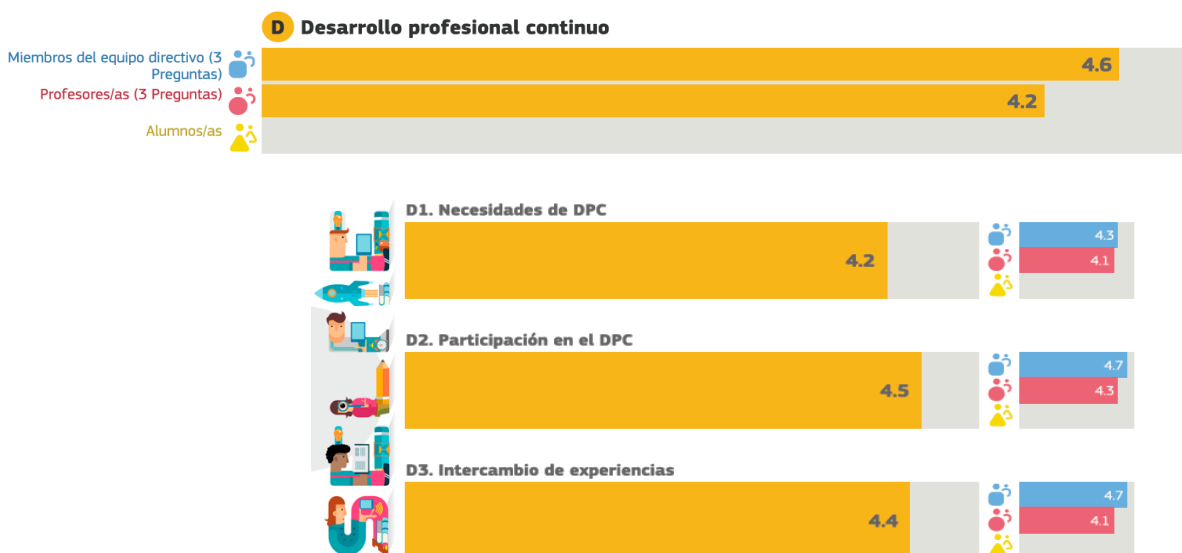 D Desarrollo profesional continuo
Miembros del equipo directivo (3
Preguntas)
4.6
Profesores/as (3 Preguntas)
4.2
Alumnos/as
D1. Necesidades de DPC
4.2
4.3
4.1
D2. Participación en el DPC
4.5
4.7
4.3
D3. Intercambio de experiencias
4.4
4.7
4.1